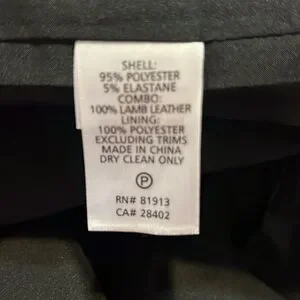 SHELL:
95% POLYESTER
5% ELASTANE
COMBO:
100% LAMB LEATHER
LINING:
100% POLYESTER
EXCLUDING TRIMS
MADE IN CHINA
DRY CLEAN ONLY
P
RN# 81913
CA# 28402